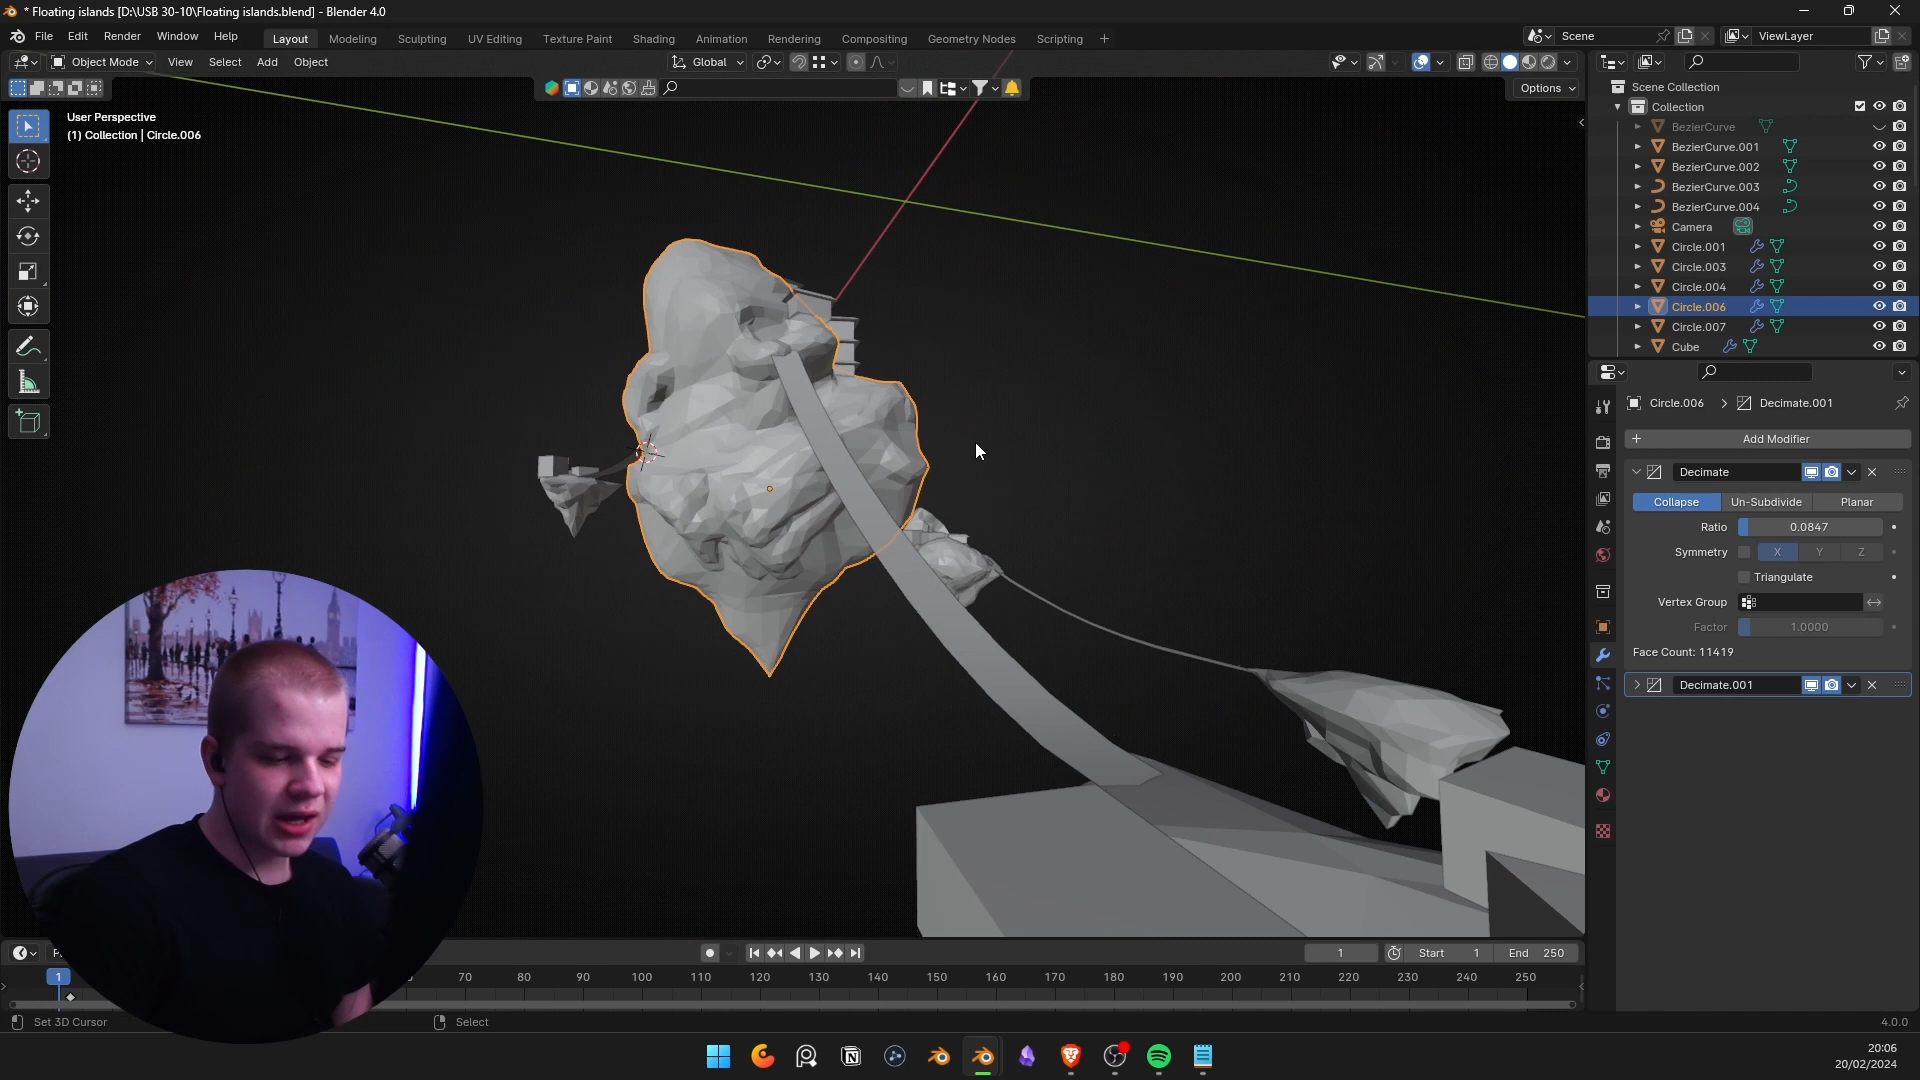 * Floating islands [D:\USB 30-10\Floating islands.blend] - Blender 4.0
File Edit Render Window Help
Layout Modeling Sculpting UV Editing Texture Paint Shading Animation Rendering Compositing Geometry Nodes Scripting +
Scene
ViewLayer
Object Mode View Select Add Object
Global
Options
User Perspective
(1) Collection | Circle.006
Scene Collection
Collection
BezierCurve
BezierCurve.001
BezierCurve.002
BezierCurve.003
BezierCurve.004
Camera
Circle.001
Circle.003
Circle.004
Circle.006
Circle.007
Cube
Circle.006 > Decimate.001
+ Add Modifier
Decimate
Collapse Un-Subdivide Planar
Ratio 0.0847
Symmetry X Y Z
Triangulate
Vertex Group
Factor 1.0000
Face Count: 11419
Decimate.001
1 Start 1 End 250
1 70 80 90 100 110 120 130 140 150 160 170 180 190 200 210 220 230 240 250
Set 3D Cursor
Select
4.0.0
20:06
20/02/2024